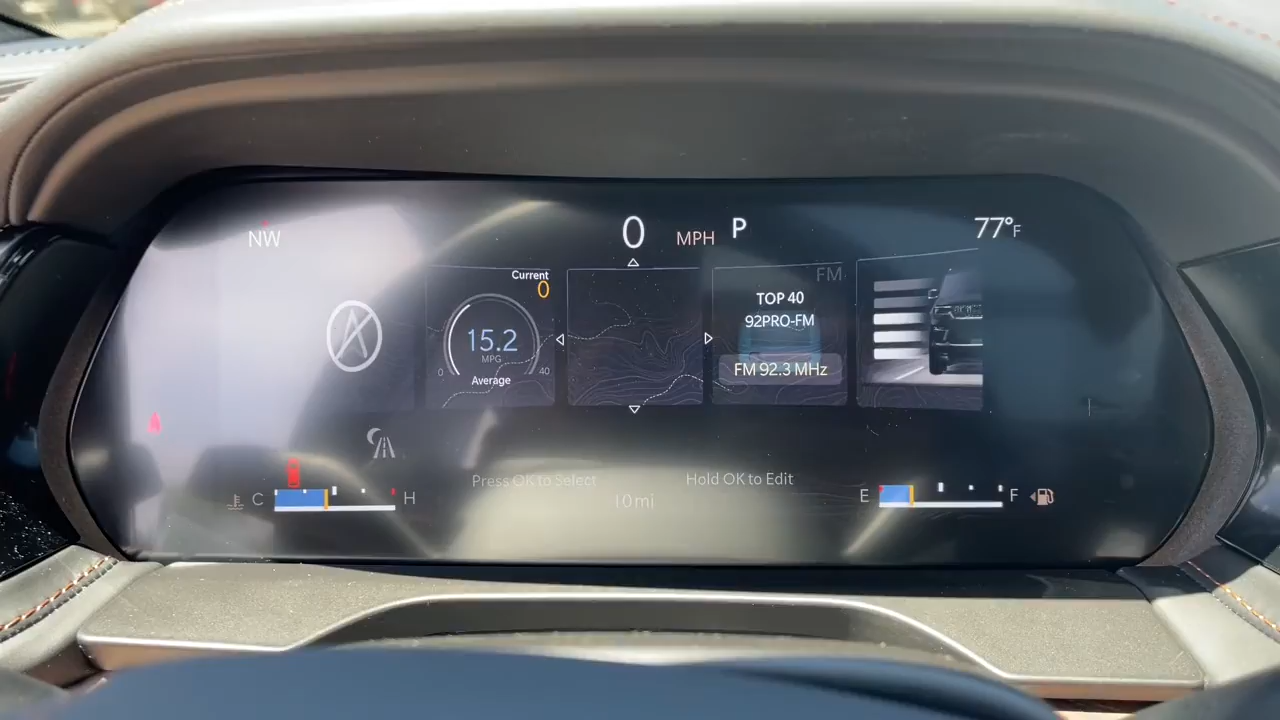 NW
0 MPH P
77°F
Current
0
15.2
MPG
0 40
Average
FM
TOP 40
92PRO-FM
FM 92.3 MHz
Press OK to Select
Hold OK to Edit
C H
10 mi
E F